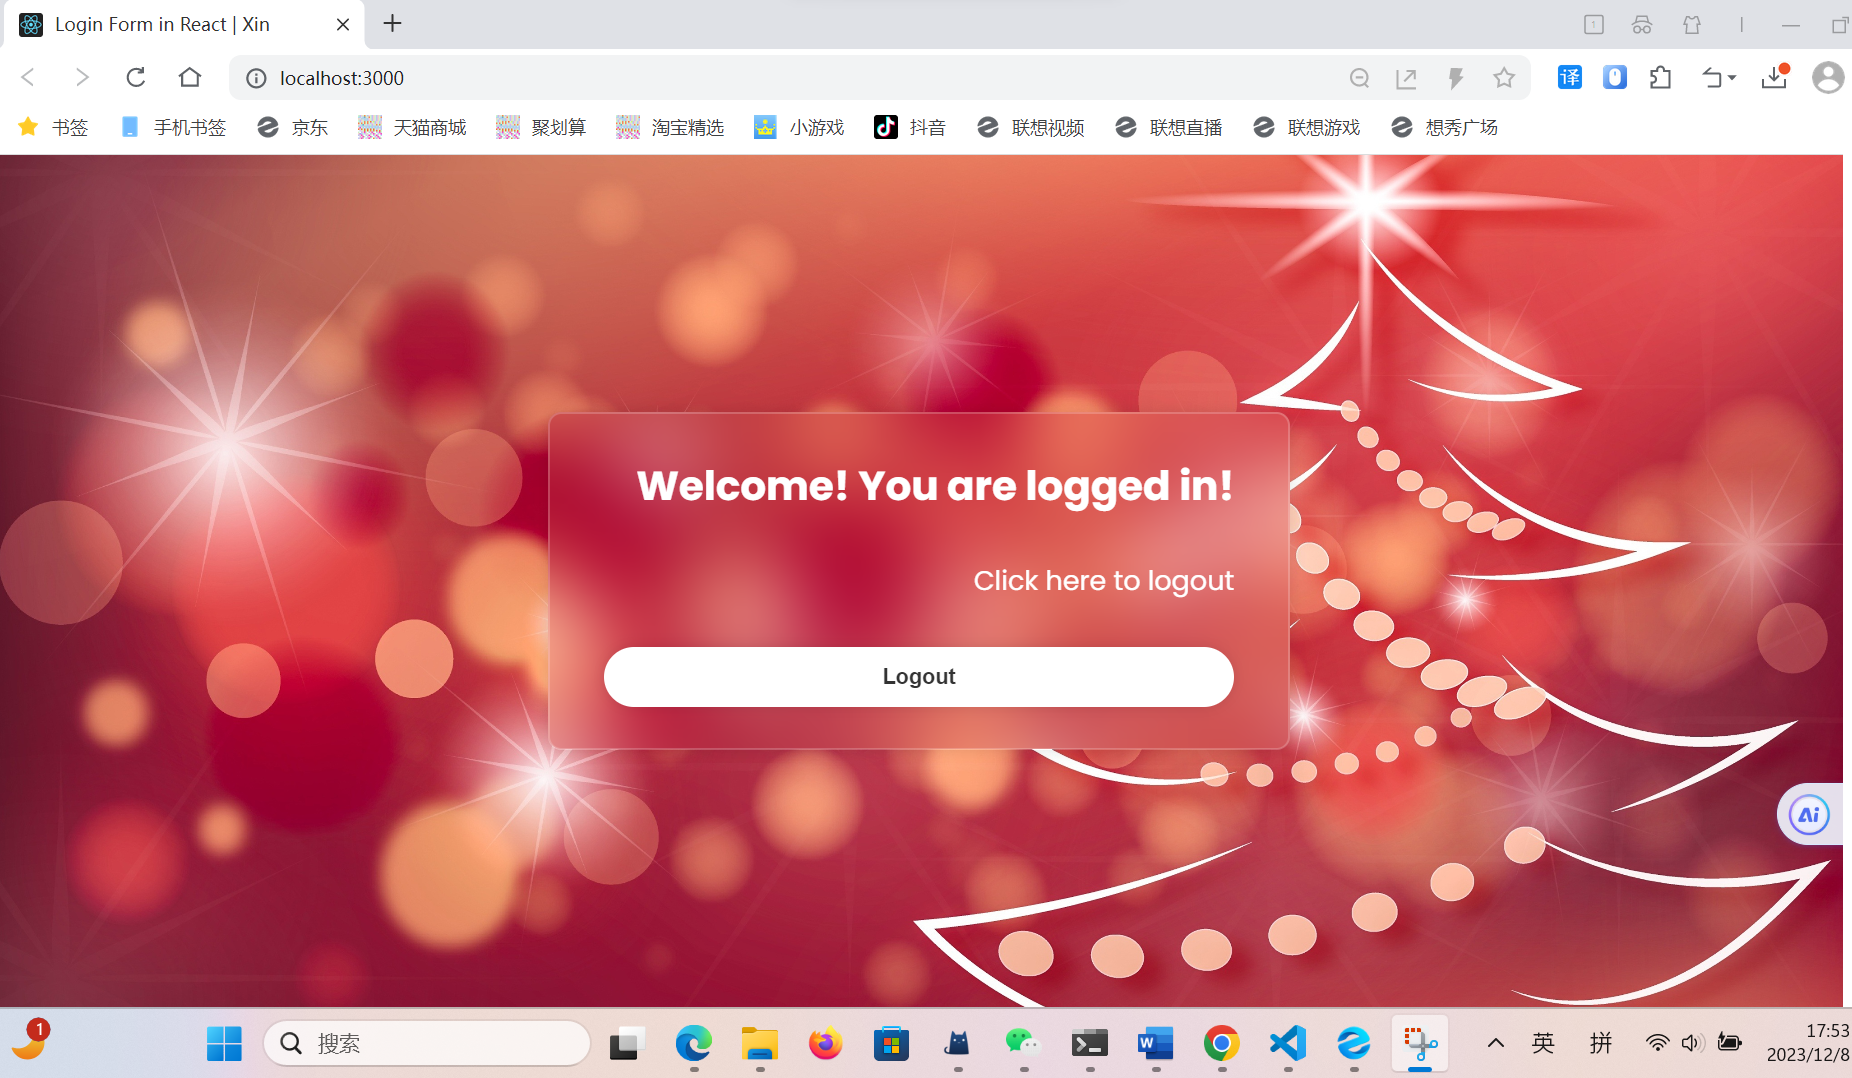 Login Form in React | Xin
1
localhost:3000
译
书签
手机书签
京东
天猫商城
聚划算
淘宝精选
小游戏
抖音
联想视频
联想直播
联想游戏
想秀广场
Welcome! You are logged in!
Click here to logout
Logout
Ai
1
搜索
W
英
拼
17:53
2023/12/8